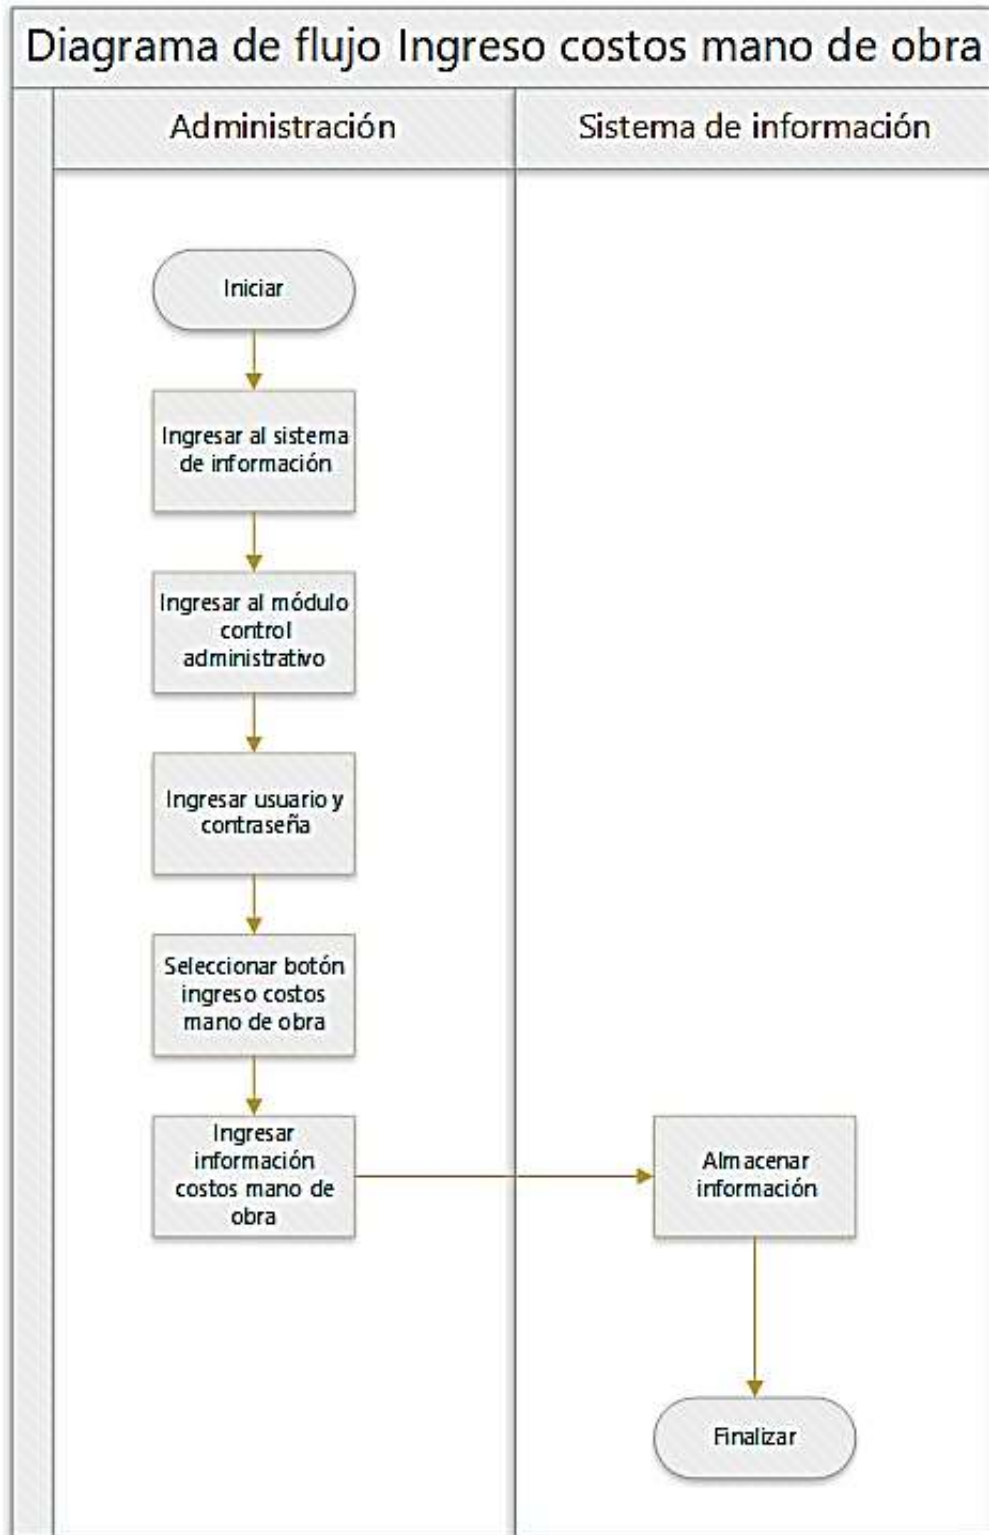 Diagrama de flujo Ingreso costos mano de obra
Administración
Sistema de información
Iniciar
Ingresar al sistema
de información
Ingresar al módulo
control
administrativo
Ingresar usuario y
contraseña
Seleccionar botón
ingreso costos
mano de obra
Ingresar
información
costos mano de
obra
Almacenar
información
Finalizar